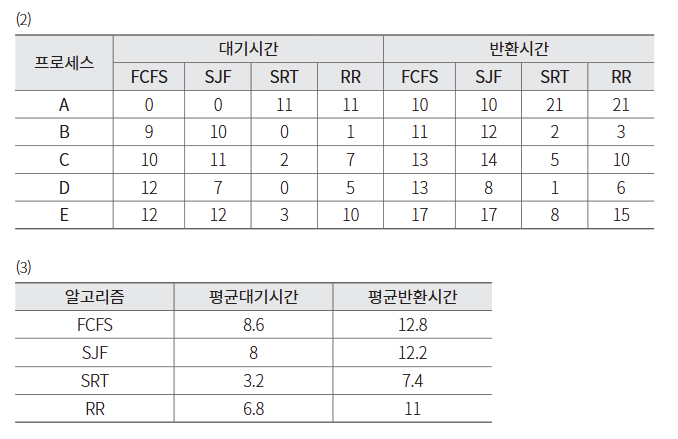 (2)
프로세스 대기시간 반환시간
FCFS SJF SRT RR FCFS SJF SRT RR
A 0 0 11 11 10 10 21 21
B 9 10 0 1 11 12 2 3
C 10 11 2 7 13 14 5 10
D 12 7 0 5 13 8 1 6
E 12 12 3 10 17 17 8 15
(3)
알고리즘 평균대기시간 평균반환시간
FCFS 8.6 12.8
SJF 8 12.2
SRT 3.2 7.4
RR 6.8 11